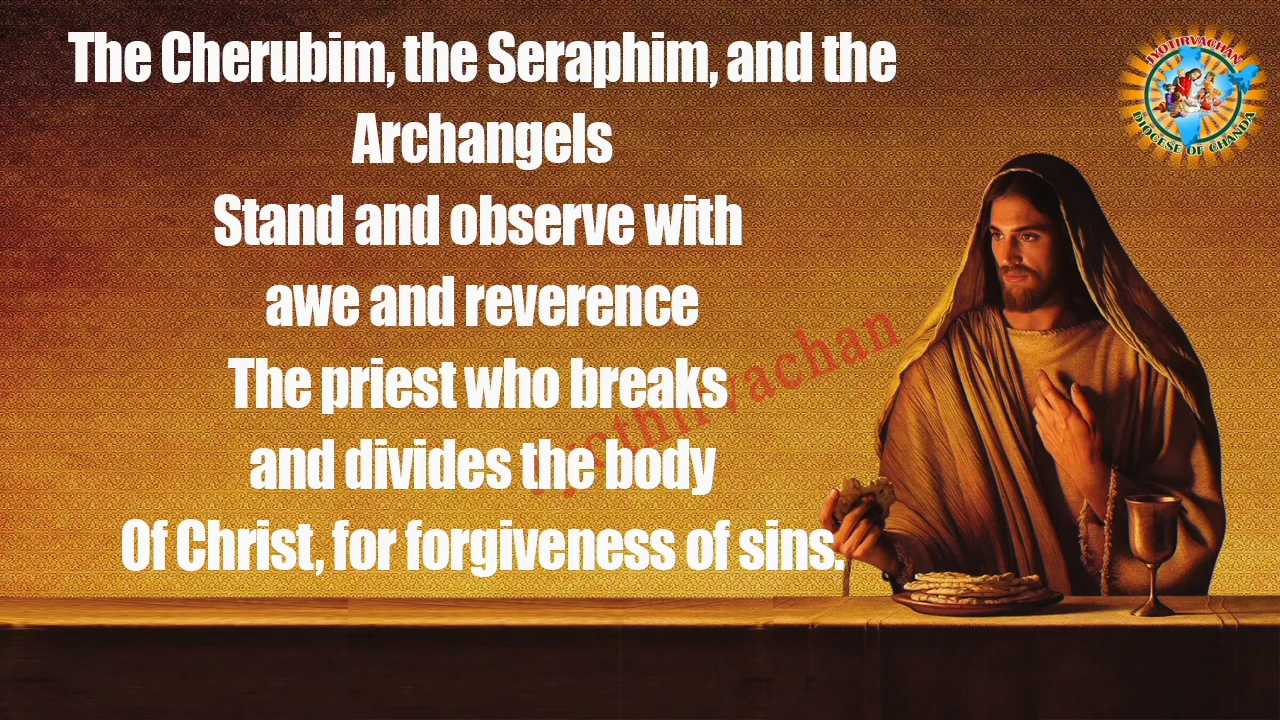 The Cherubim, the Seraphim, and the
Archangels
Stand and observe with
awe and reverence
The priest who breaks
and divides the body
Of Christ, for forgiveness of sins.
JYOTIRVACHAN
DIOCESE OF CHANDA
Jyothirvachan